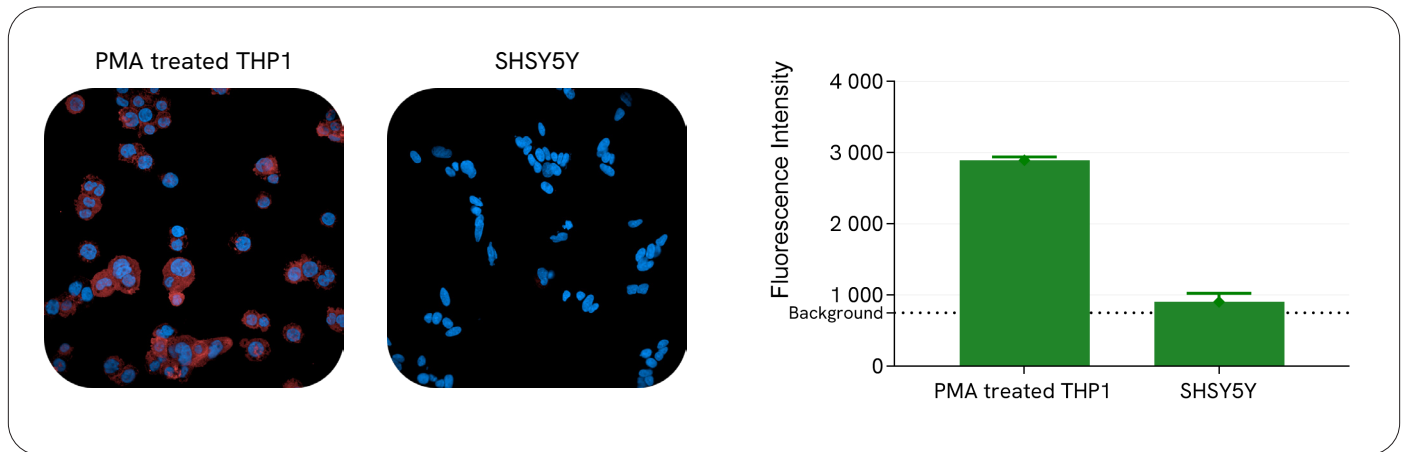 PMA treated THP1
SHSY5Y
Fluorescence Intensity
4 000
3 000
2 000
1 000
Background
0
PMA treated THP1
SHSY5Y